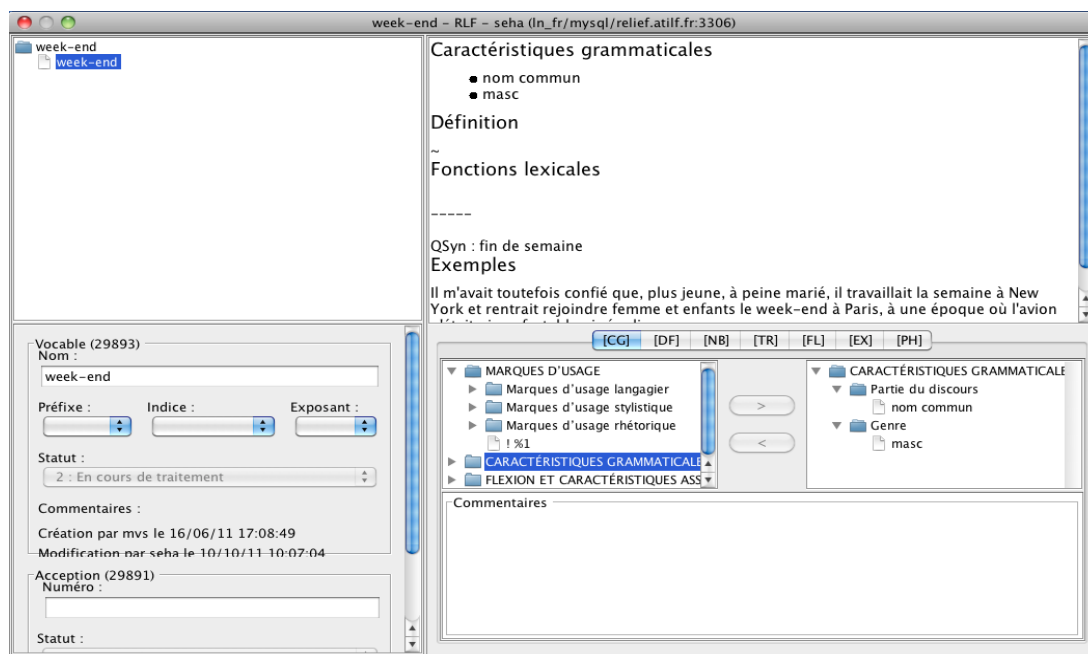 week-end – RLF – seha (ln_fr/mysql/relief.atilf.fr:3306)
week-end
week-end
Caractéristiques grammaticales
nom commun
masc
Définition
~
Fonctions lexicales
-----
QSyn : fin de semaine
Exemples
Il m'avait toutefois confié que, plus jeune, à peine marié, il travaillait la semaine à New
York et rentrait rejoindre femme et enfants le week-end à Paris, à une époque où l'avion
Vocable (29893)
Nom :
week-end
Préfixe : Indice : Exposant :
Statut :
2 : En cours de traitement
Commentaires :
Création par mvs le 16/06/11 17:08:49
Modification par seha le 10/10/11 10:07:04
Acception (29891)
Numéro :
Statut :
[CG] [DF] [NB] [TR] [FL] [EX] [PH]
MARQUES D'USAGE
Marques d'usage langagier
Marques d'usage stylistique
Marques d'usage rhétorique
! %1
CARACTÉRISTIQUES GRAMMATICALE
FLEXION ET CARACTÉRISTIQUES ASS
>
<
CARACTÉRISTIQUES GRAMMATICALE
Partie du discours
nom commun
Genre
masc
Commentaires